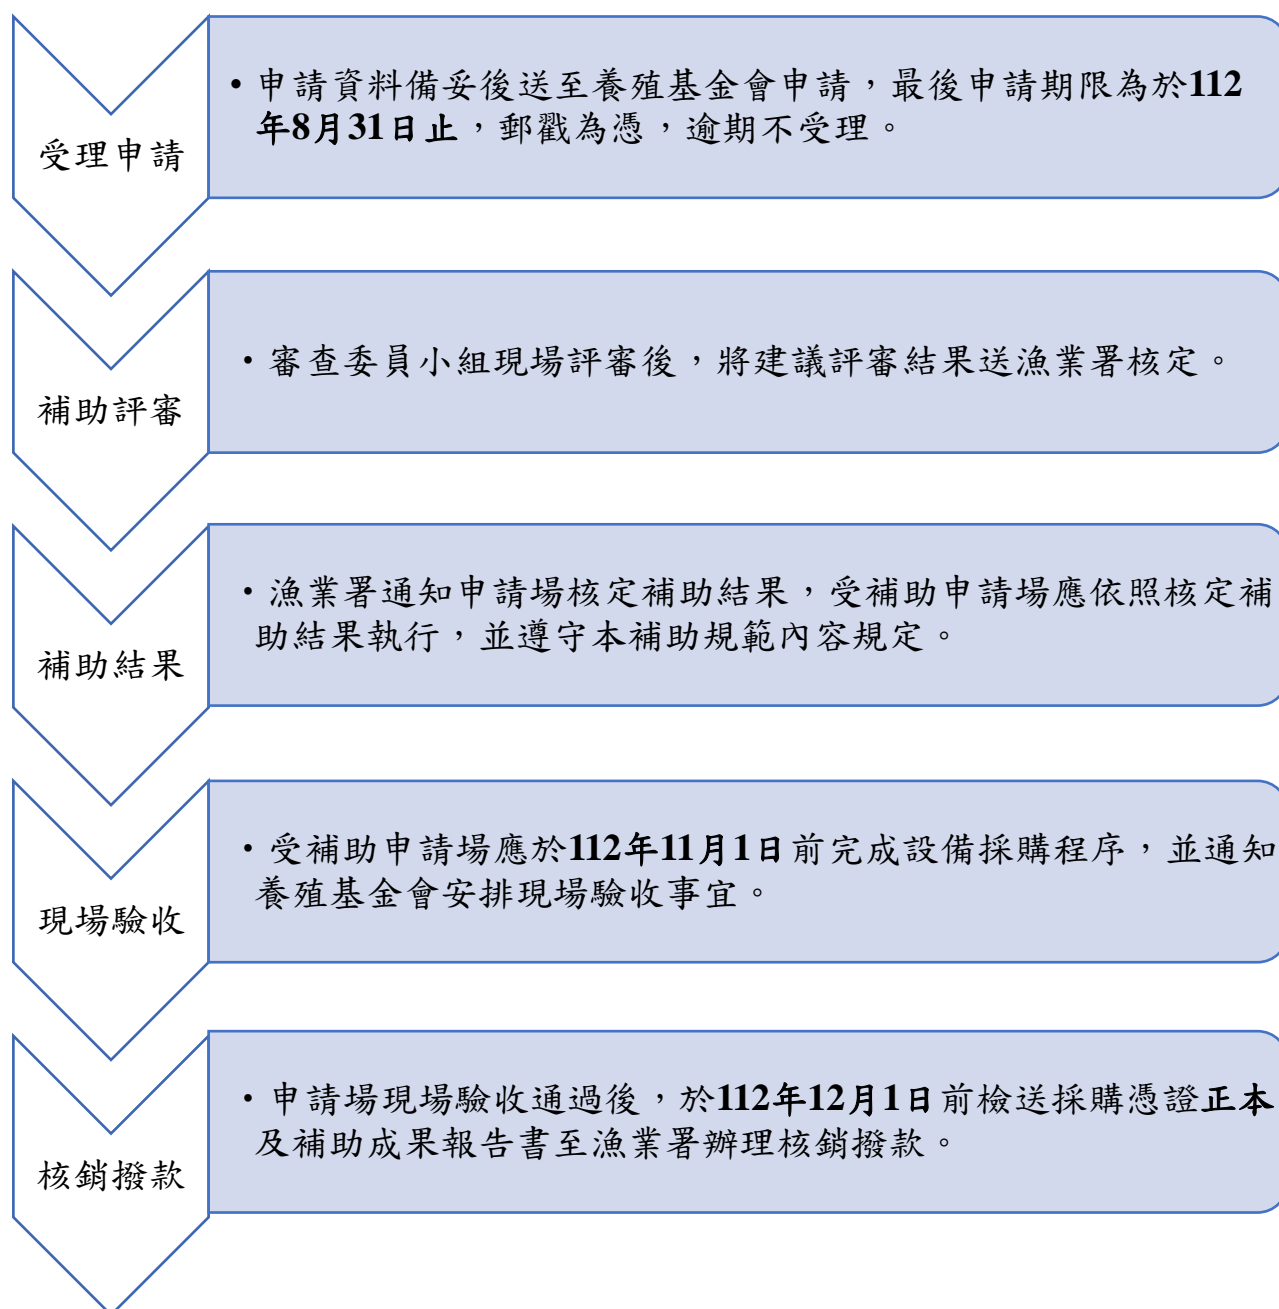 受理申請
•申請資料備妥後送至養殖基金會申請，最後申請期限為於112
年8月31日止，郵戳為憑，逾期不受理。
補助評審
•審查委員小組現場評審後，將建議評審結果送漁業署核定。
補助結果
•漁業署通知申請場核定補助結果，受補助申請場應依照核定補
助結果執行，並遵守本補助規範內容規定。
現場驗收
•受補助申請場應於112年11月1日前完成設備採購程序，並通知
養殖基金會安排現場驗收事宜。
核銷撥款
•申請場現場驗收通過後，於112年12月1日前檢送採購憑證正本
及補助成果報告書至漁業署辦理核銷撥款。